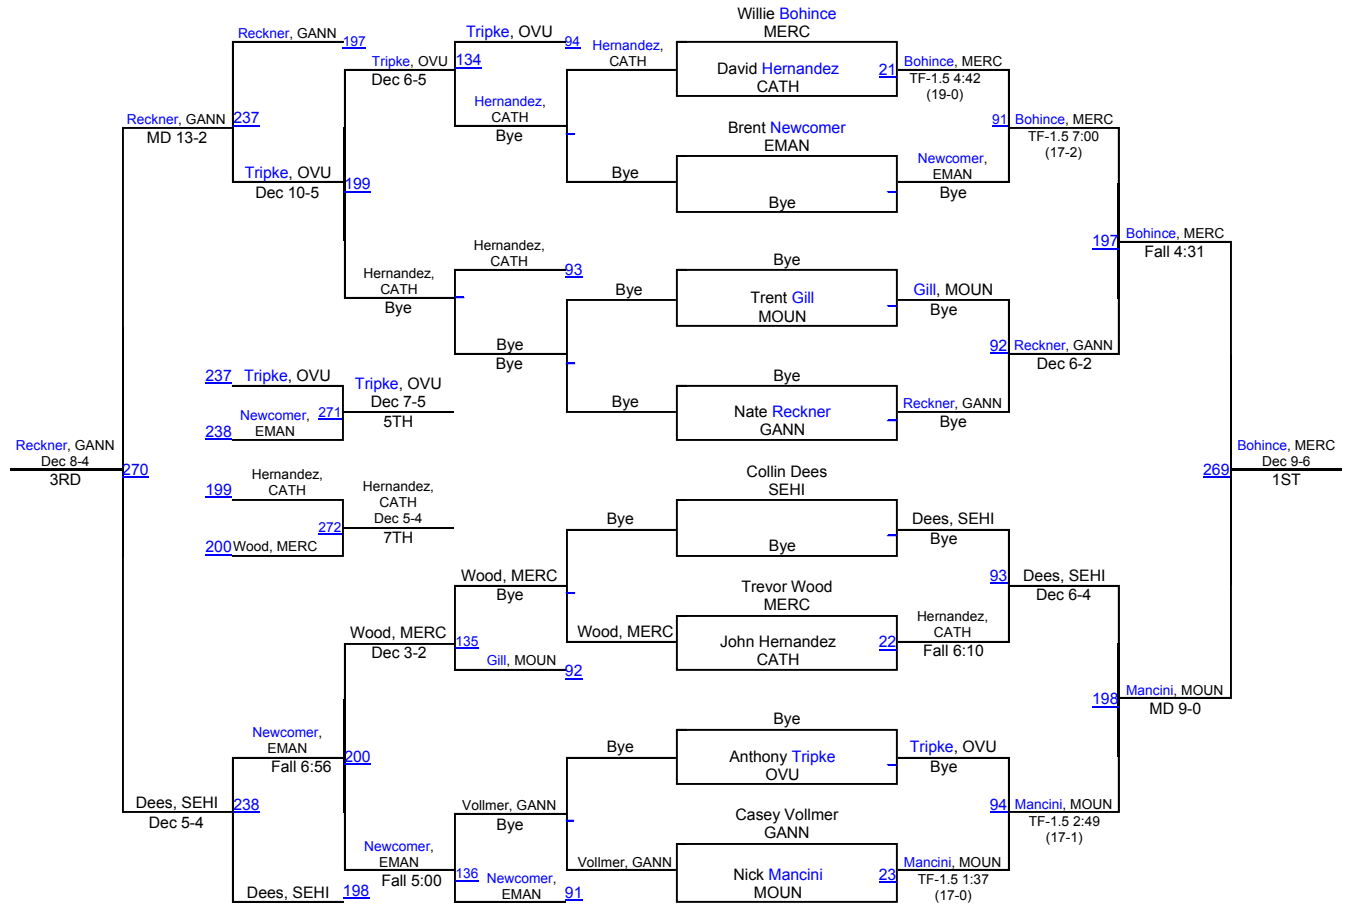 Willie Bohince
MERC
Reckner, GANN
197
Tripke, OVU
94
Tripke, OVU
134
Dec 6-5
Hernandez,
CATH
David Hernandez
CATH
21
Bohince, MERC
TF-1.5 4:42
(19-0)
Hernandez,
CATH
Bye
Reckner, GANN
237
MD 13-2
Brent Newcomer
EMAN
91
Bohince, MERC
TF-1.5 7:00
(17-2)
Tripke, OVU
Dec 10-5
199
Bye
Bye
Newcomer,
EMAN
Bye
Hernandez,
CATH
93
Bye
197
Bohince, MERC
Fall 4:31
Hernandez,
CATH
Bye
Bye
Trent Gill
MOUN
Gill, MOUN
Bye
Bye
Bye
92
Reckner, GANN
Dec 6-2
237
Tripke, OVU
Tripke, OVU
Dec 7-5
5TH
Bye
Newcomer,
EMAN
271
238
Bye
Nate Reckner
GANN
Reckner, GANN
Bye
Reckner, GANN
Dec 8-4
3RD
270
Bohince, MERC
Dec 9-6
1ST
269
Hernandez,
CATH
199
Hernandez,
CATH
Dec 5-4
7TH
272
200
Wood, MERC
Collin Dees
SEHI
Bye
Bye
Dees, SEHI
Bye
Wood, MERC
Bye
Trevor Wood
MERC
93
Dees, SEHI
Dec 6-4
Wood, MERC
Dec 3-2
135
Wood, MERC
John Hernandez
CATH
22
Hernandez,
CATH
Fall 6:10
Gill, MOUN
92
198
Mancini, MOUN
MD 9-0
Newcomer,
EMAN
Fall 6:56
200
Bye
Bye
Anthony Tripke
OVU
Tripke, OVU
Bye
Dees, SEHI
Dec 5-4
238
Vollmer, GANN
Bye
Casey Vollmer
GANN
94
Mancini, MOUN
TF-1.5 2:49
(17-1)
Newcomer,
EMAN
Fall 5:00
136
Vollmer, GANN
Nick Mancini
MOUN
23
Mancini, MOUN
TF-1.5 1:37
(17-0)
Dees, SEHI
198
Newcomer,
EMAN
91